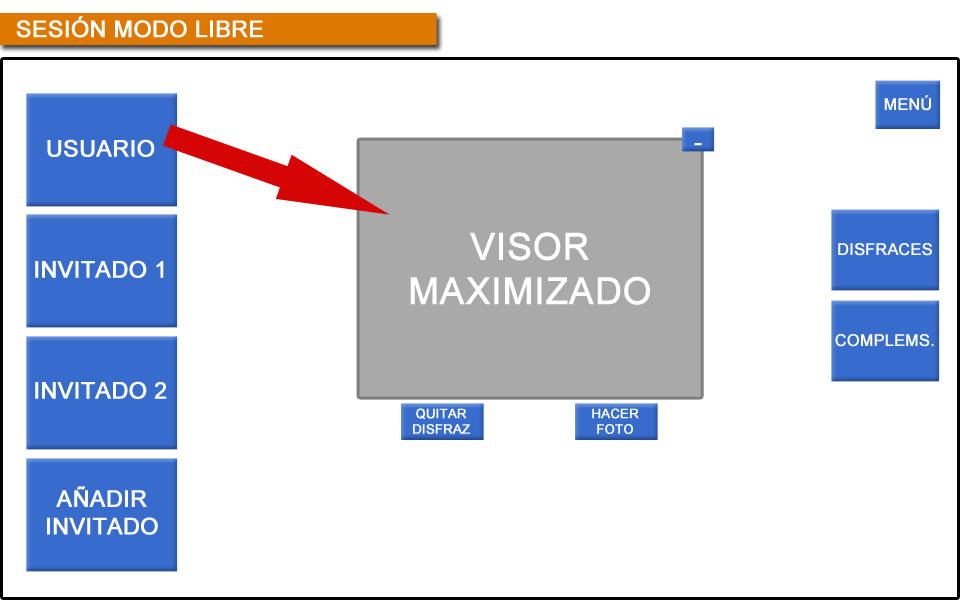 SESIÓN MODO LIBRE
MENÚ
USUARIO
-
VISOR
MAXIMIZADO
DISFRACES
INVITADO 1
COMPLEMS.
INVITADO 2
QUITAR
DISFRAZ
HACER
FOTO
AÑADIR
INVITADO